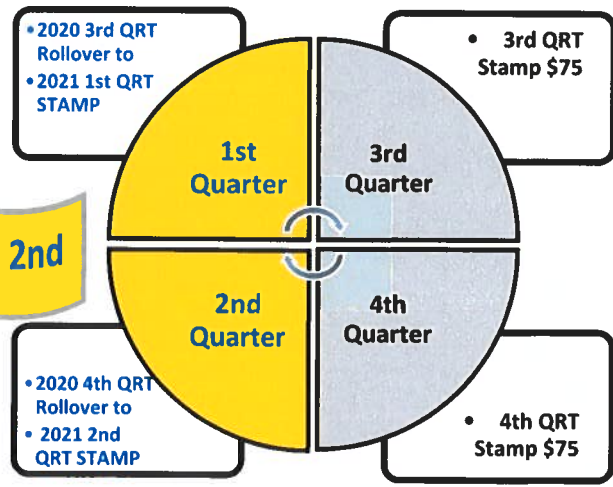 • 2020 3rd QRT
Rollover to
• 2021 1st QRT
STAMP
• 3rd QRT
Stamp $75
1st
Quarter
3rd
Quarter
2nd
2nd
Quarter
4th
Quarter
• 2020 4th QRT
Rollover to
• 2021 2nd
QRT STAMP
• 4th QRT
Stamp $75